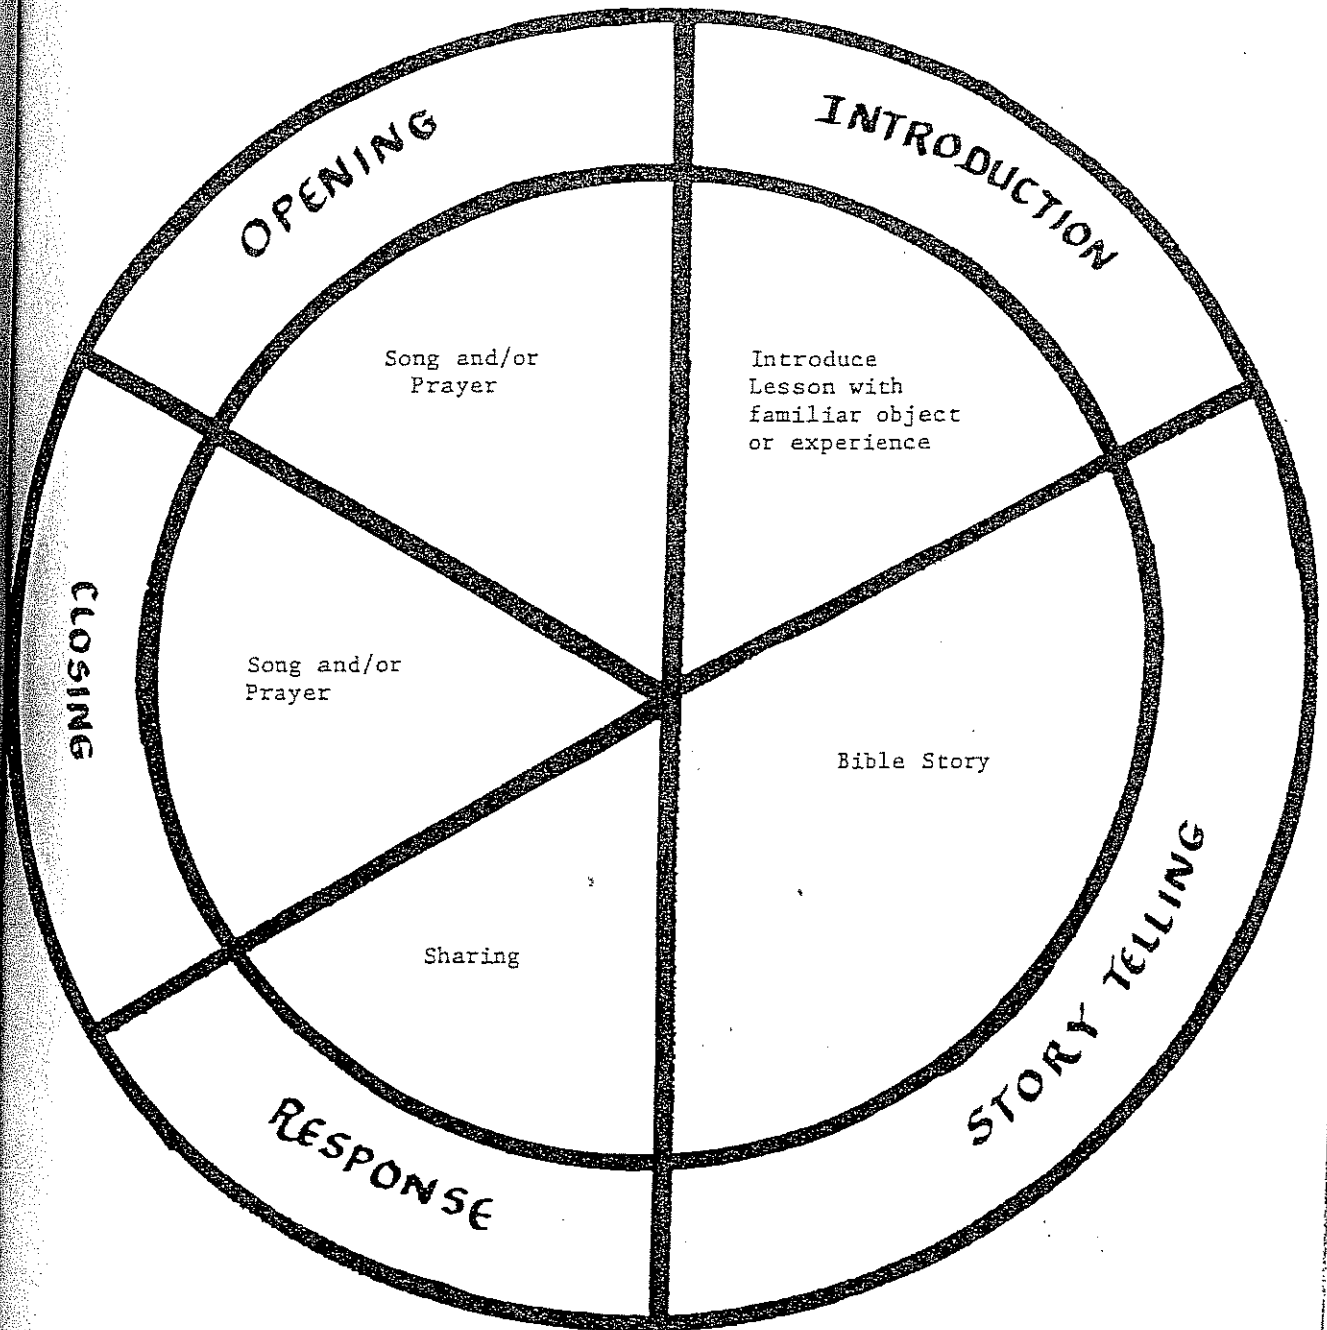 OPENING
Song and/or
Prayer
INTRODUCTION
Introduce
Lesson with
familiar object
or experience
STORY TELLING
Bible Story
RESPONSE
Sharing
CLOSING
Song and/or
Prayer